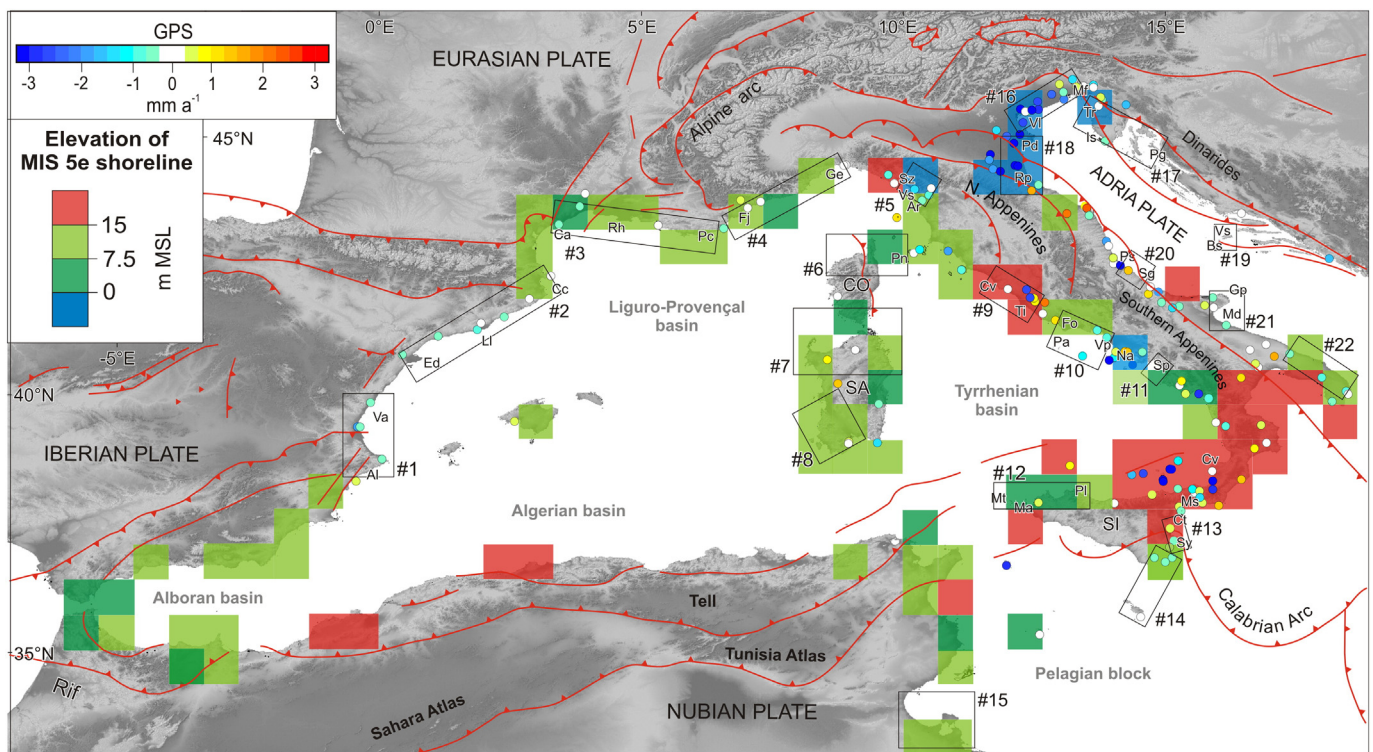 GPS
-3 -2 -1 0 1 2 3
mm a-1
Elevation of
MIS 5e shoreline
15
7.5
0
m MSL
0°E
5°E
10°E
15°E
45°N
-5°E
40°N
35°N
EURASIAN PLATE
Alpine arc
Dinarides
ADRIA PLATE
N. Appenines
Southern Appenines
IBERIAN PLATE
Liguro-Provençal
basin
Tyrrhenian
basin
Algerian basin
Alboran basin
Tell
Tunisia Atlas
Sahara Atlas
Rif
NUBIAN PLATE
Pelagian block
Calabrian Arc
CO
SA
SI
#1
Va
Al
#2
Cc
Ll
Ed
#3
Ca
Rh
Pc
#4
Fj
Ge
#5
Sz
Vs
Ar
Pn
#6
#7
#8
#9
Cv
Ti
#10
Fo
Pa
Vp
#11
Na
Sp
#12
Mt
Ma
Pl
#13
Cv
Ms
Ct
Sy
#14
#15
#16
Mf
Vl
#17
Tr
Is
Pg
#18
Pd
Rp
#19
Vs
Bs
#20
Ps
Sg
#21
Gp
Md
#22